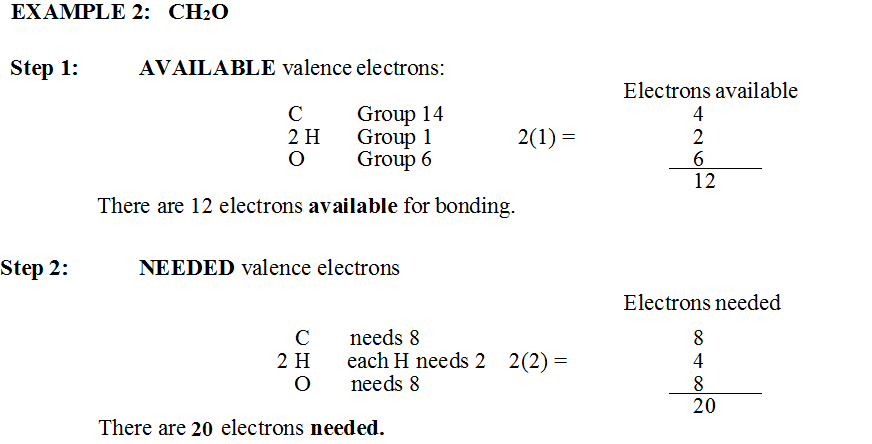 EXAMPLE 2: CH₂O
Step 1: AVAILABLE valence electrons:
Electrons available
C Group 14 4
2 H Group 1 2(1) = 2
O Group 6 6
12
There are 12 electrons available for bonding.
Step 2: NEEDED valence electrons
Electrons needed
C needs 8 8
2 H each H needs 2 2(2) = 4
O needs 8 8
20
There are 20 electrons needed.